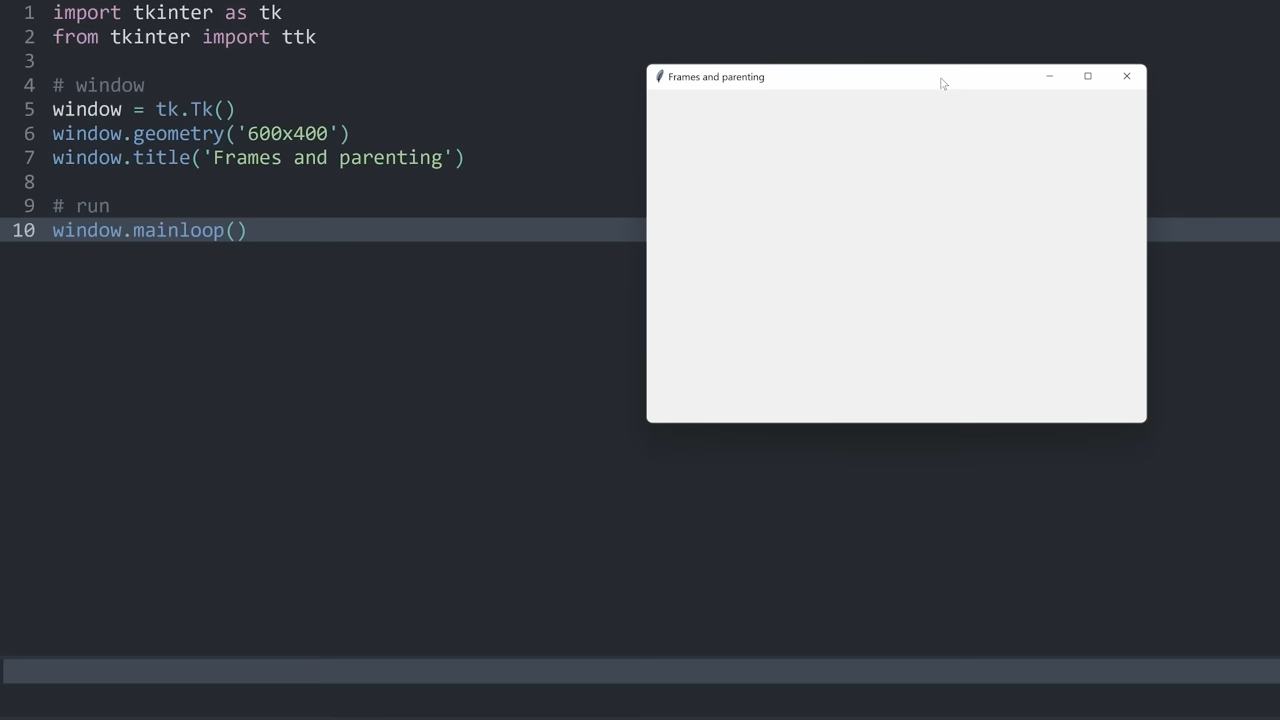 1 import tkinter as tk
2 from tkinter import ttk
3
4 # window
5 window = tk.Tk()
6 window.geometry('600x400')
7 window.title('Frames and parenting')
8
9 # run
10 window.mainloop()
Frames and parenting